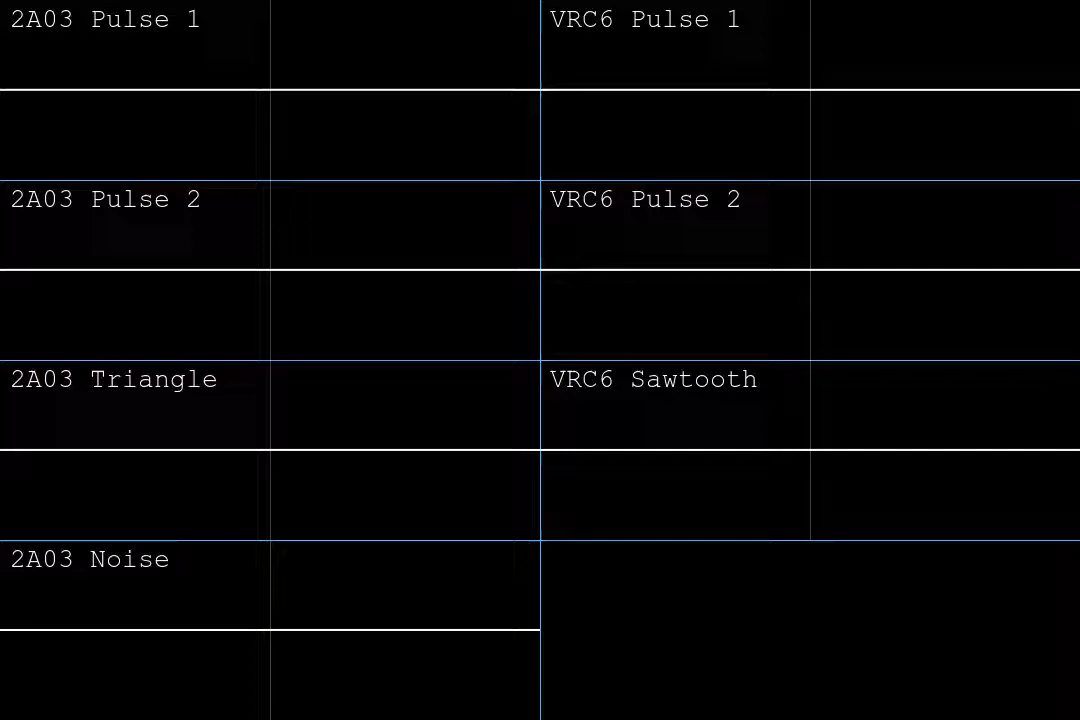 2A03 Pulse 1
VRC6 Pulse 1
2A03 Pulse 2
VRC6 Pulse 2
2A03 Triangle
VRC6 Sawtooth
2A03 Noise